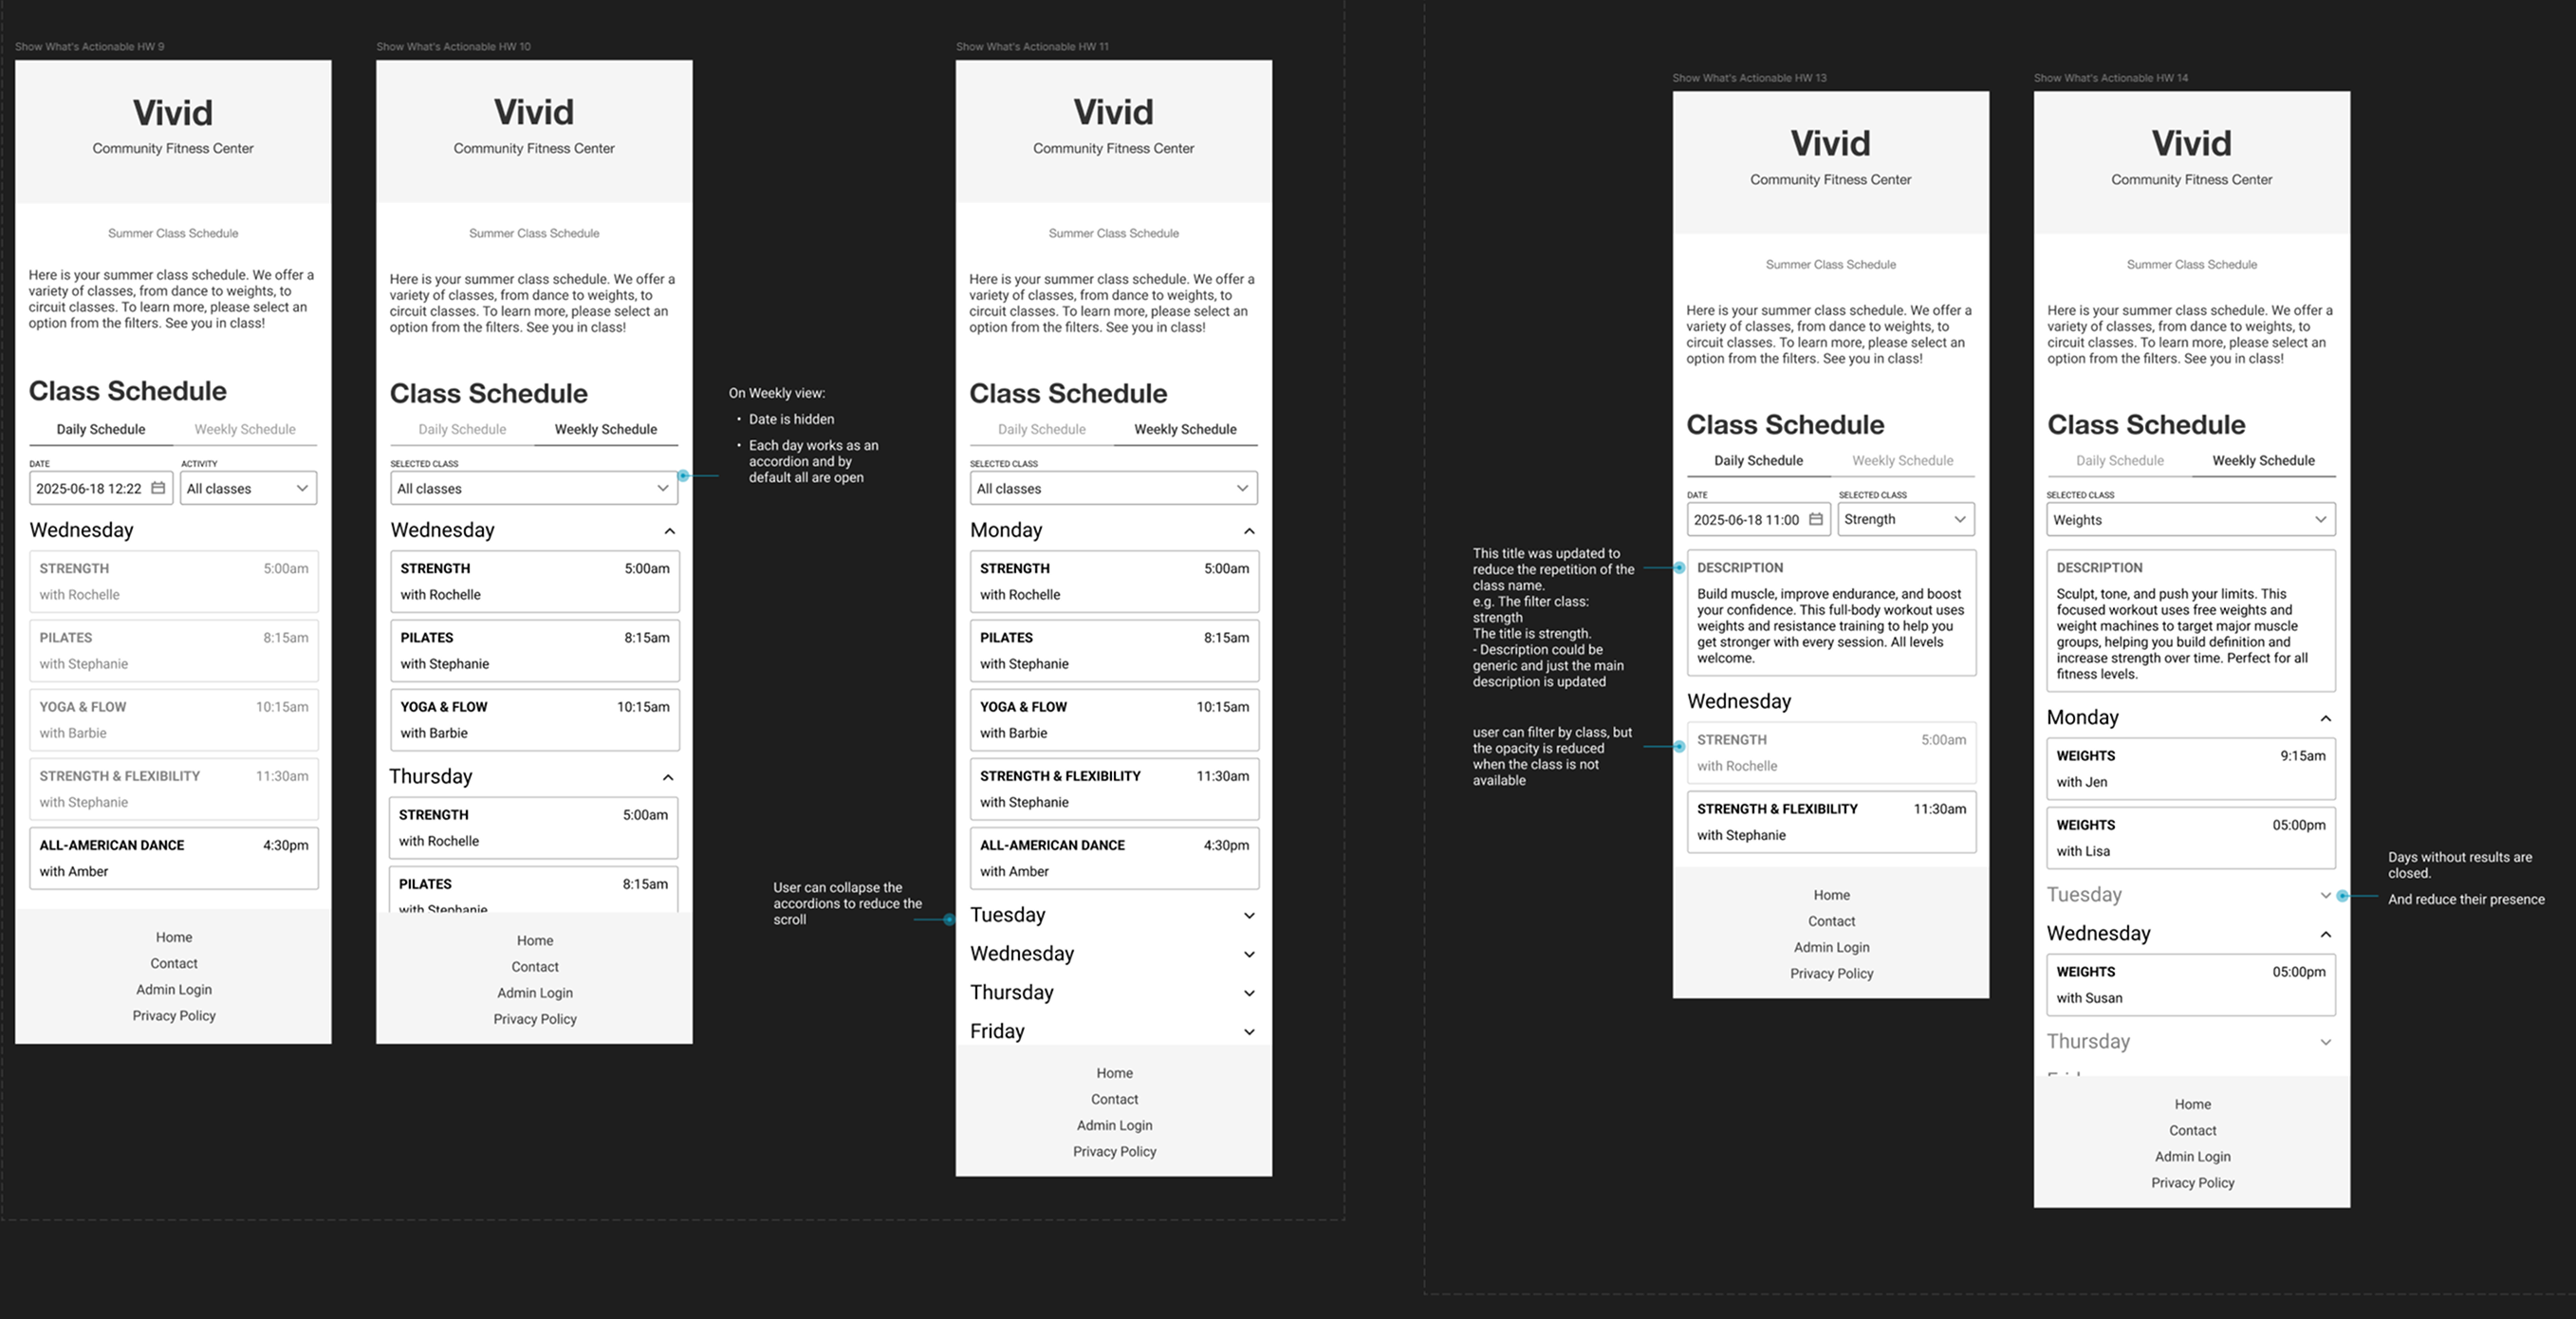 Show What's Actionable HW 9
Vivid
Community Fitness Center
Summer Class Schedule
Here is your summer class schedule. We offer a
variety of classes, from dance to weights, to
circuit classes. To learn more, please select an
option from the filters. See you in class!
Class Schedule
Daily Schedule Weekly Schedule
DATE ACTIVITY
2025-06-18 12:22 All classes
Wednesday
STRENGTH 5:00am
with Rochelle
PILATES 8:15am
with Stephanie
YOGA & FLOW 10:15am
with Barbie
STRENGTH & FLEXIBILITY 11:30am
with Stephanie
ALL-AMERICAN DANCE 4:30pm
with Amber
Home
Contact
Admin Login
Privacy Policy
Show What's Actionable HW 10
Vivid
Community Fitness Center
Summer Class Schedule
Here is your summer class schedule. We offer a
variety of classes, from dance to weights, to
circuit classes. To learn more, please select an
option from the filters. See you in class!
Class Schedule
Daily Schedule Weekly Schedule
SELECTED CLASS
All classes
Wednesday
STRENGTH 5:00am
with Rochelle
PILATES 8:15am
with Stephanie
YOGA & FLOW 10:15am
with Barbie
Thursday
STRENGTH 5:00am
with Rochelle
PILATES 8:15am
with Stephanie
Home
Contact
Admin Login
Privacy Policy
On Weekly view:
• Date is hidden
• Each day works as an
accordion and by
default all are open
User can collapse the
accordions to reduce the
scroll
Show What's Actionable HW 11
Vivid
Community Fitness Center
Summer Class Schedule
Here is your summer class schedule. We offer a
variety of classes, from dance to weights, to
circuit classes. To learn more, please select an
option from the filters. See you in class!
Class Schedule
Daily Schedule Weekly Schedule
SELECTED CLASS
All classes
Monday
STRENGTH 5:00am
with Rochelle
PILATES 8:15am
with Stephanie
YOGA & FLOW 10:15am
with Barbie
STRENGTH & FLEXIBILITY 11:30am
with Stephanie
ALL-AMERICAN DANCE 4:30pm
with Amber
Tuesday
Wednesday
Thursday
Friday
Home
Contact
Admin Login
Privacy Policy
This title was updated to
reduce the repetition of the
class name.
e.g. The filter class:
strength
The title is strength.
- Description could be
generic and just the main
description is updated
user can filter by class, but
the opacity is reduced
when the class is not
available
Show What's Actionable HW 13
Vivid
Community Fitness Center
Summer Class Schedule
Here is your summer class schedule. We offer a
variety of classes, from dance to weights, to
circuit classes. To learn more, please select an
option from the filters. See you in class!
Class Schedule
Daily Schedule Weekly Schedule
DATE SELECTED CLASS
2025-06-18 11:00 Strength
DESCRIPTION
Build muscle, improve endurance, and boost
your confidence. This full-body workout uses
weights and resistance training to help you
get stronger with every session. All levels
welcome.
Wednesday
STRENGTH 5:00am
with Rochelle
STRENGTH & FLEXIBILITY 11:30am
with Stephanie
Home
Contact
Admin Login
Privacy Policy
Show What's Actionable HW 14
Vivid
Community Fitness Center
Summer Class Schedule
Here is your summer class schedule. We offer a
variety of classes, from dance to weights, to
circuit classes. To learn more, please select an
option from the filters. See you in class!
Class Schedule
Daily Schedule Weekly Schedule
SELECTED CLASS
Weights
DESCRIPTION
Sculpt, tone, and push your limits. This
focused workout uses free weights and
weight machines to target major muscle
groups, helping you build definition and
increase strength over time. Perfect for all
fitness levels.
Monday
WEIGHTS 9:15am
with Jen
WEIGHTS 05:00pm
with Lisa
Tuesday
Wednesday
WEIGHTS 05:00pm
with Susan
Thursday
Home
Contact
Admin Login
Privacy Policy
Days without results are
closed.
And reduce their presence